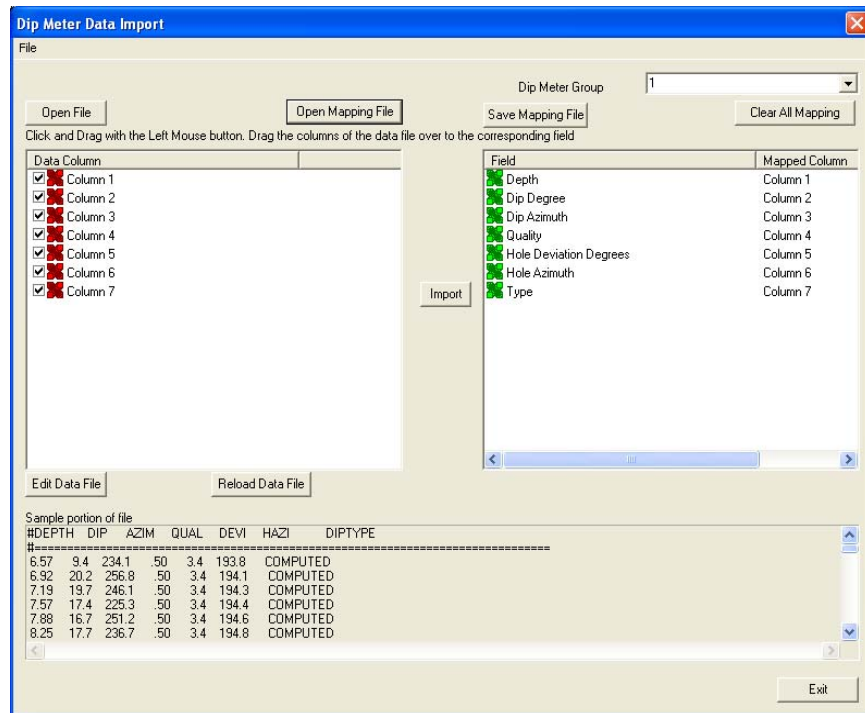 Dip Meter Data Import
File
Dip Meter Group 1
Open File Open Mapping File Save Mapping File Clear All Mapping
Click and Drag with the Left Mouse button. Drag the columns of the data file over to the corresponding field
Data Column
Column 1
Column 2
Column 3
Column 4
Column 5
Column 6
Column 7
Import
Field Mapped Column
Depth Column 1
Dip Degree Column 2
Dip Azimuth Column 3
Quality Column 4
Hole Deviation Degrees Column 5
Hole Azimuth Column 6
Type Column 7
Edit Data File Reload Data File
Sample portion of file
#DEPTH DIP AZIM QUAL DEVI HAZI DIPTYPE
#==============================================================================
6.57 9.4 234.1 .50 3.4 193.8 COMPUTED
6.92 20.2 256.8 .50 3.4 194.1 COMPUTED
7.19 19.7 246.1 .50 3.4 194.3 COMPUTED
7.57 17.4 225.3 .50 3.4 194.4 COMPUTED
7.88 16.7 251.2 .50 3.4 194.6 COMPUTED
8.25 17.7 236.7 .50 3.4 194.8 COMPUTED
Exit